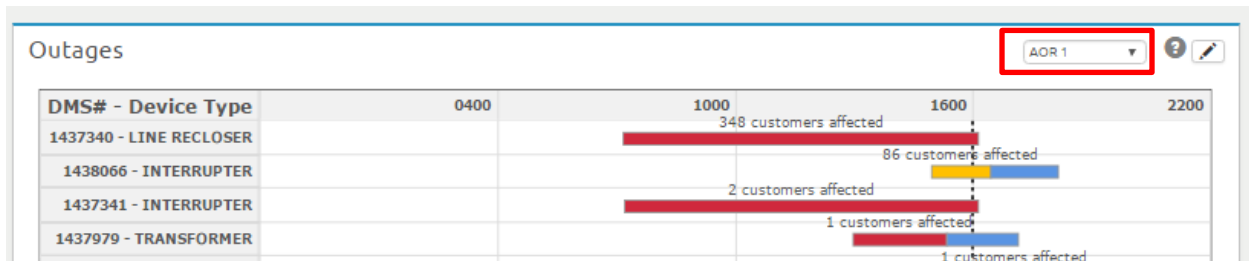 Outages
AOR 1
DMS# - Device Type 0400 1000 1600 2200
348 customers affected
1437340 - LINE RECLOSER
86 customers affected
1438066 - INTERRUPTER
2 customers affected
1437341 - INTERRUPTER
1 customers affected
1437979 - TRANSFORMER
1 customers affected